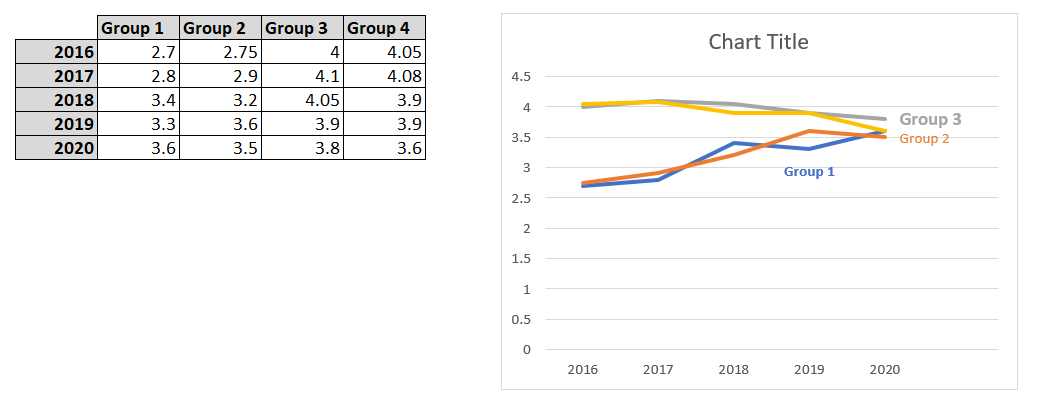 Group 1 Group 2 Group 3 Group 4
2016 2.7 2.75 4 4.05
2017 2.8 2.9 4.1 4.08
2018 3.4 3.2 4.05 3.9
2019 3.3 3.6 3.9 3.9
2020 3.6 3.5 3.8 3.6
Chart Title
4.5
4
3.5
3
2.5
2
1.5
1
0.5
0
Group 3
Group 2
Group 1
2016 2017 2018 2019 2020